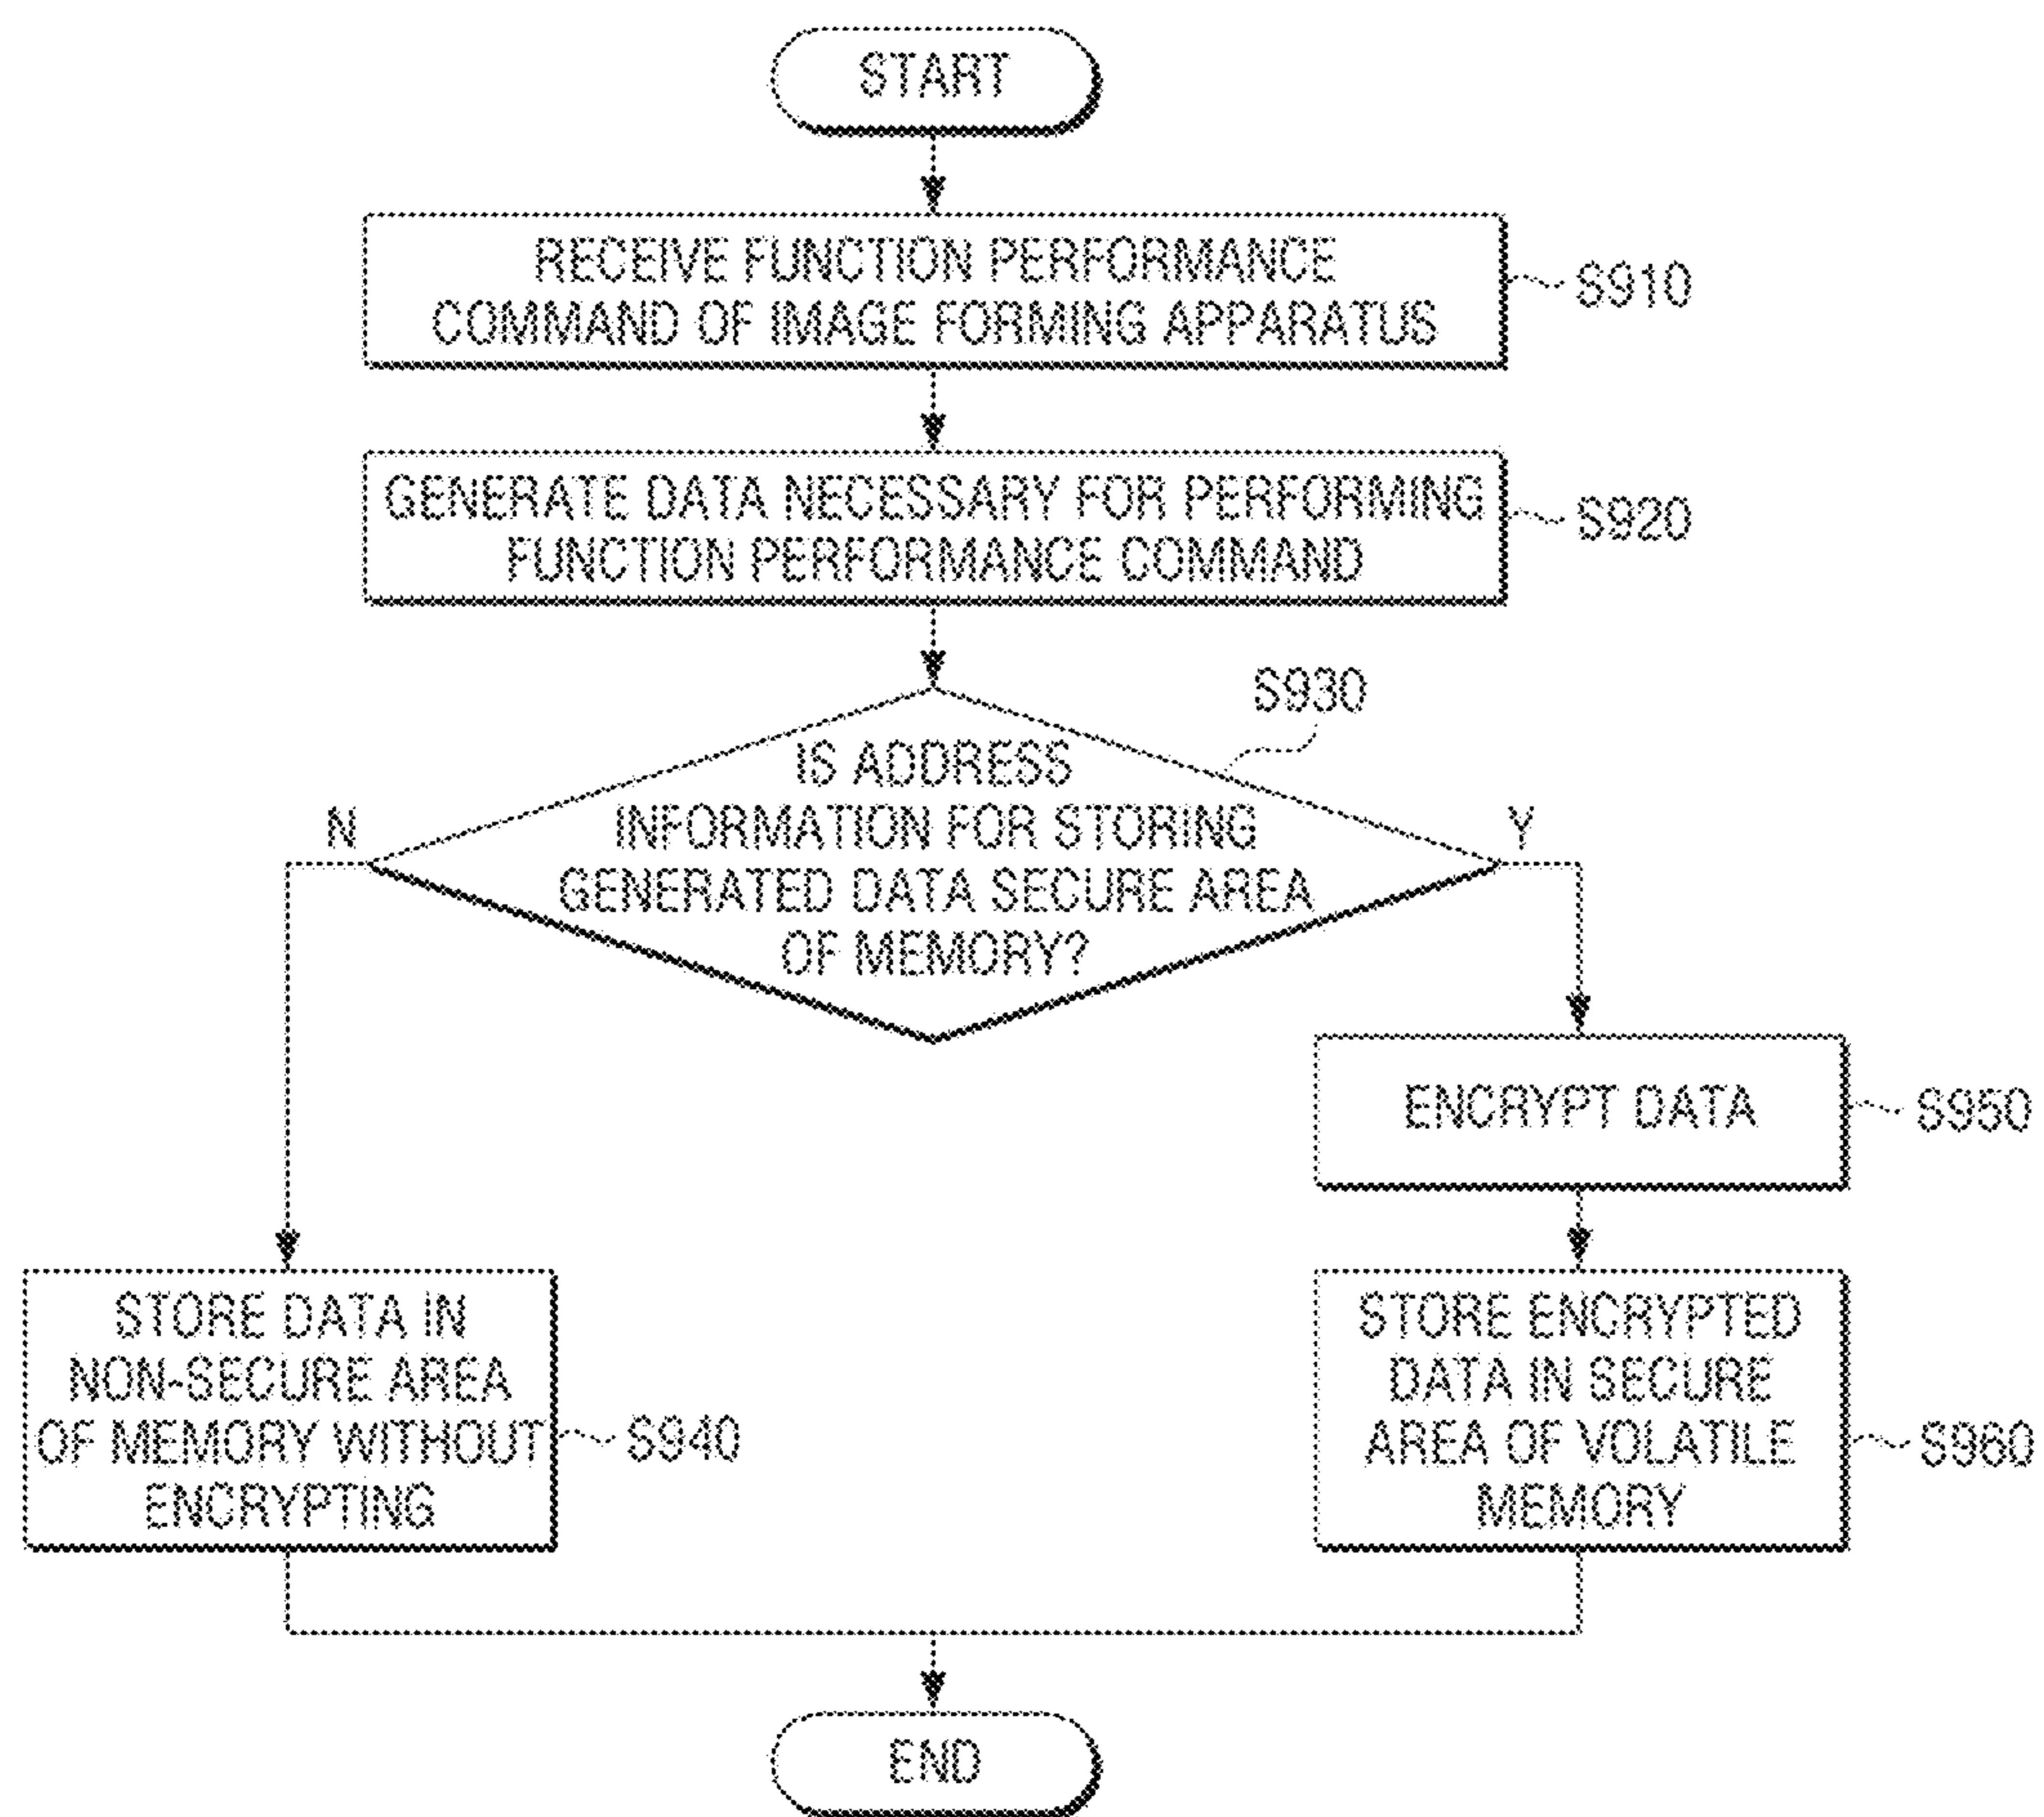 START
RECEIVE FUNCTION PERFORMANCE
COMMAND OF IMAGE FORMING APPARATUS
S910
GENERATE DATA NECESSARY FOR PERFORMING
FUNCTION PERFORMANCE COMMAND
S920
S930
IS ADDRESS
INFORMATION FOR STORING
GENERATED DATA SECURE AREA
OF MEMORY?
N
Y
ENCRYPT DATA
S950
STORE DATA IN
NON-SECURE AREA
OF MEMORY WITHOUT
ENCRYPTING
S940
STORE ENCRYPTED
DATA IN SECURE
AREA OF VOLATILE
MEMORY
S960
END